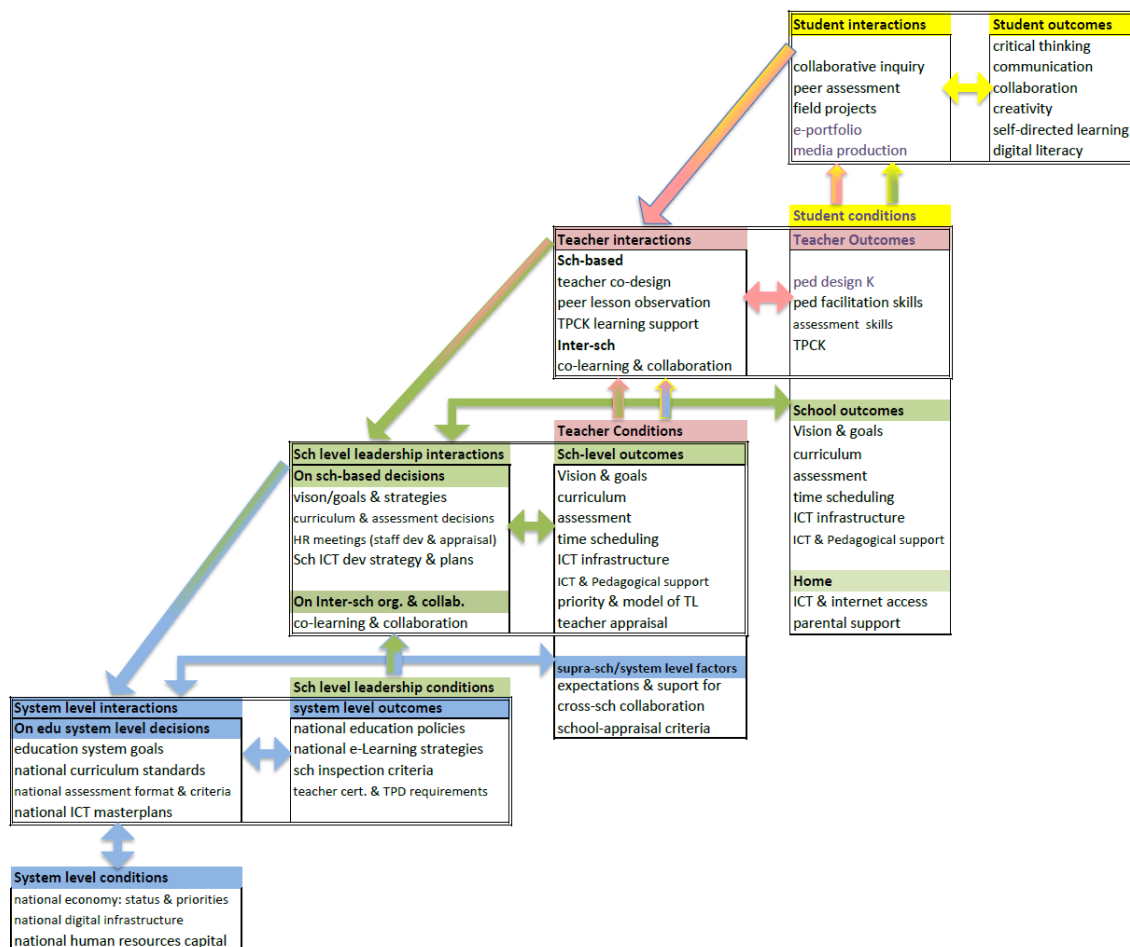 Student interactions
collaborative inquiry
peer assessment
field projects
e-portfolio
media production
Student outcomes
critical thinking
communication
collaboration
creativity
self-directed learning
digital literacy
Student conditions
Teacher interactions
Sch-based
teacher co-design
peer lesson observation
TPCK learning support
Inter-sch
co-learning & collaboration
Teacher Outcomes
ped design K
ped facilitation skills
assessment skills
TPCK
School outcomes
Vision & goals
curriculum
assessment
time scheduling
ICT infrastructure
ICT & Pedagogical support
Home
ICT & internet access
parental support
Teacher Conditions
Sch level leadership interactions
On sch-based decisions
vison/goals & strategies
curriculum & assessment decisions
HR meetings (staff dev & appraisal)
Sch ICT dev strategy & plans
On Inter-sch org. & collab.
co-learning & collaboration
Sch-level outcomes
Vision & goals
curriculum
assessment
time scheduling
ICT infrastructure
ICT & Pedagogical support
priority & model of TL
teacher appraisal
supra-sch/system level factors
expectations & suport for
cross-sch collaboration
school-appraisal criteria
Sch level leadership conditions
System level interactions
On edu system level decisions
education system goals
national curriculum standards
national assessment format & criteria
national ICT masterplans
system level outcomes
national education policies
national e-Learning strategies
sch inspection criteria
teacher cert. & TPD requirements
System level conditions
national economy: status & priorities
national digital infrastructure
national human resources capital